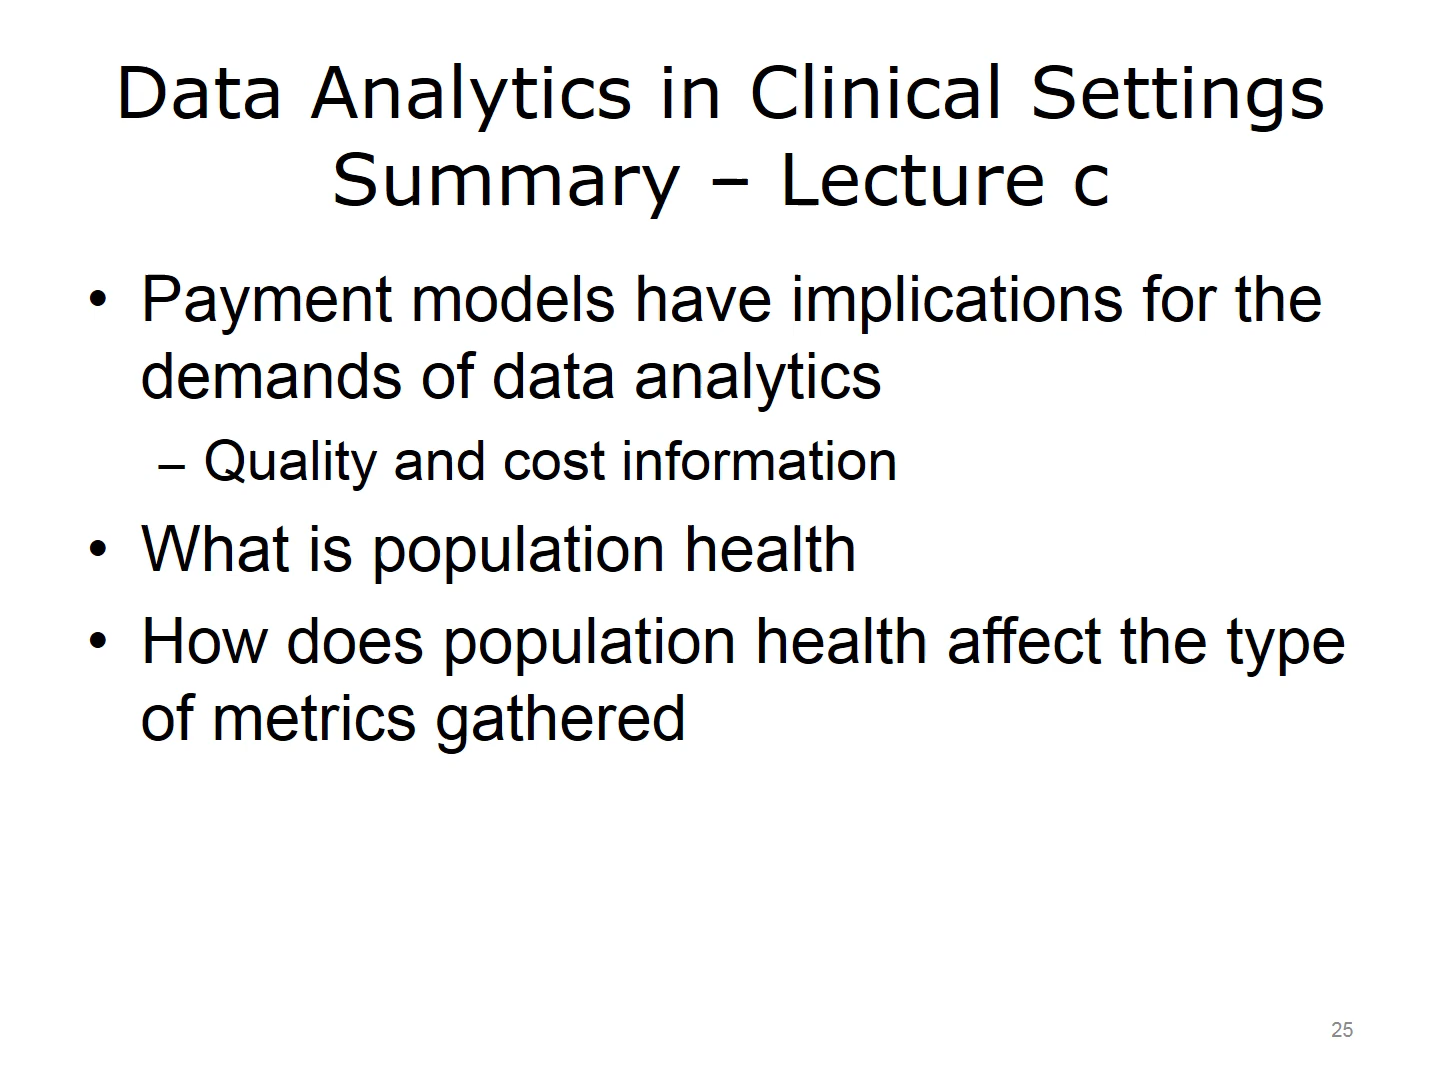 Data Analytics in Clinical Settings
Summary – Lecture c
• Payment models have implications for the
demands of data analytics
– Quality and cost information
• What is population health
• How does population health affect the type
of metrics gathered
25